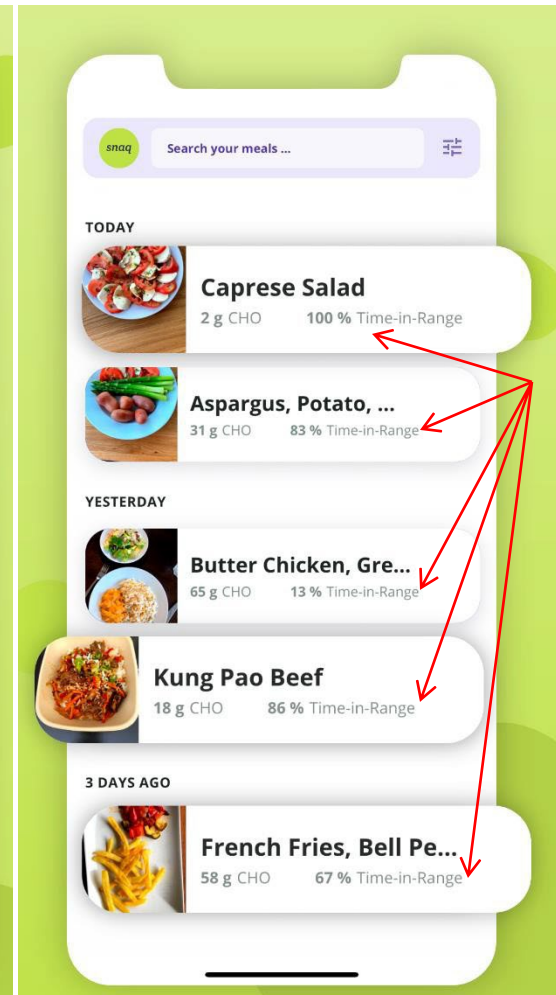 snaq
Search your meals ...
TODAY
Caprese Salad
2 g CHO 100 % Time-in-Range
Aspargus, Potato, ...
31 g CHO 83 % Time-in-Range
YESTERDAY
Butter Chicken, Gre...
65 g CHO 13 % Time-in-Range
Kung Pao Beef
18 g CHO 86 % Time-in-Range
3 DAYS AGO
French Fries, Bell Pe...
58 g CHO 67 % Time-in-Range